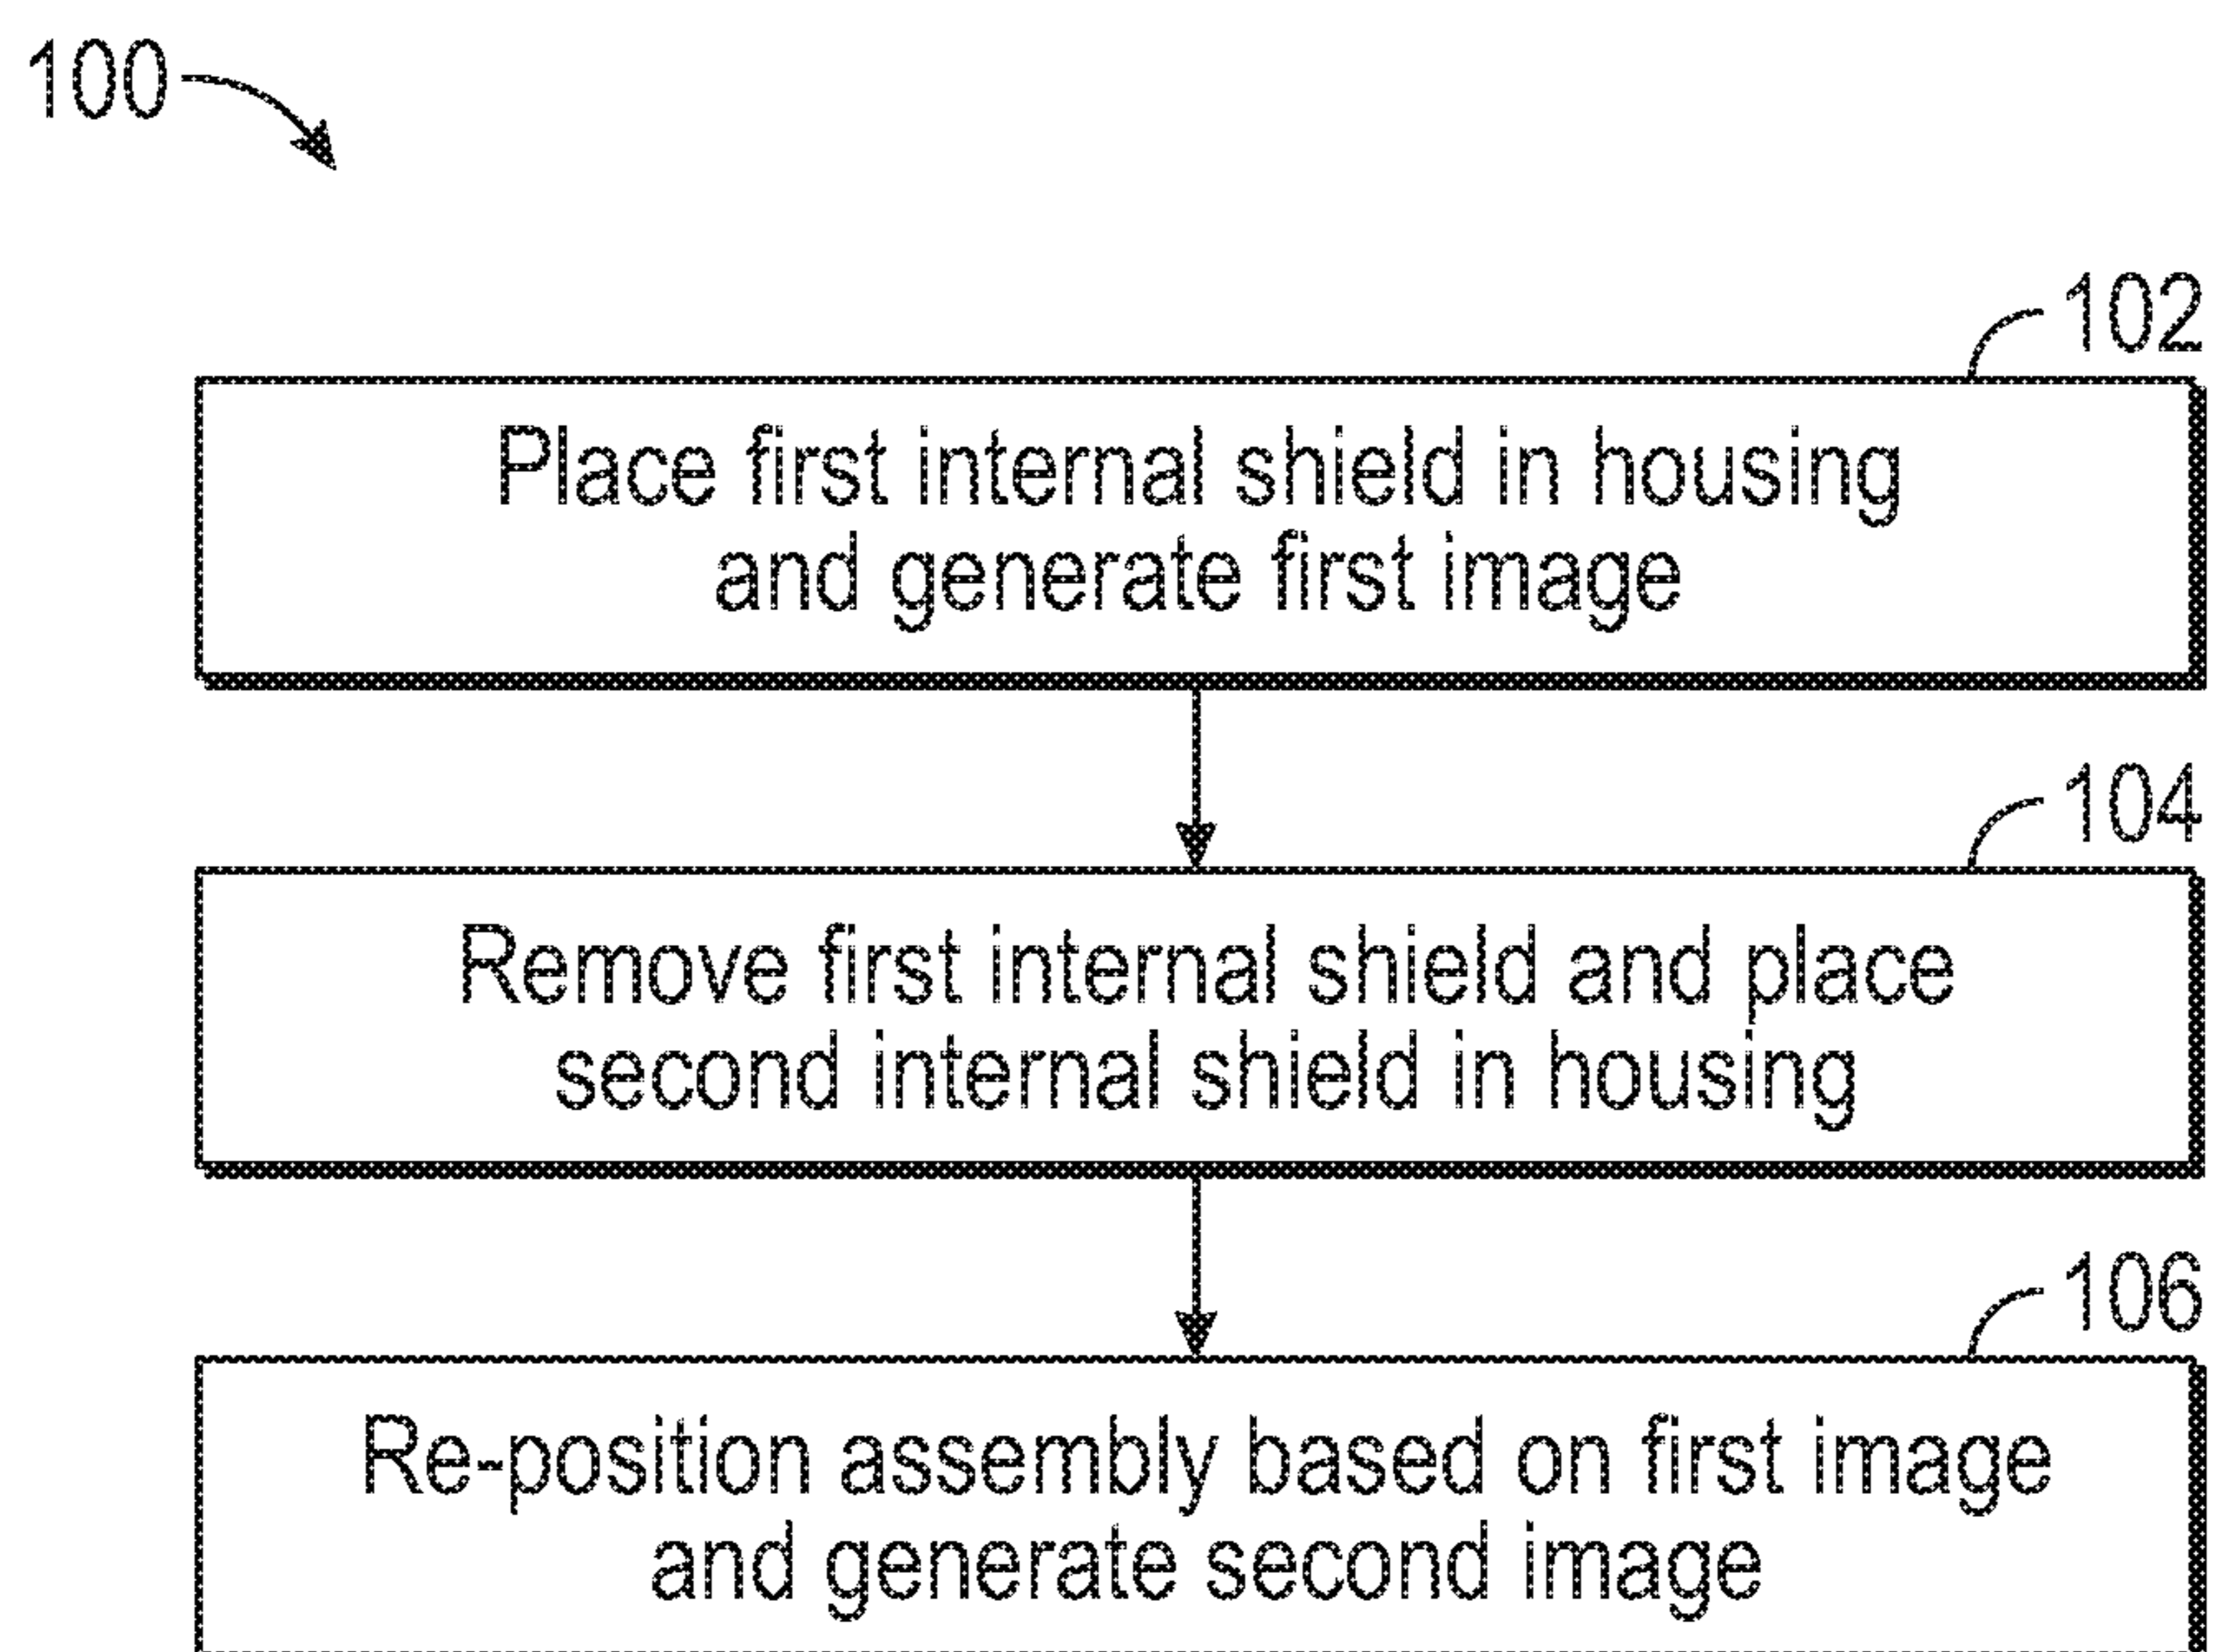 100
102
Place first internal shield in housing
and generate first image
104
Remove first internal shield and place
second internal shield in housing
106
Re-position assembly based on first image
and generate second image